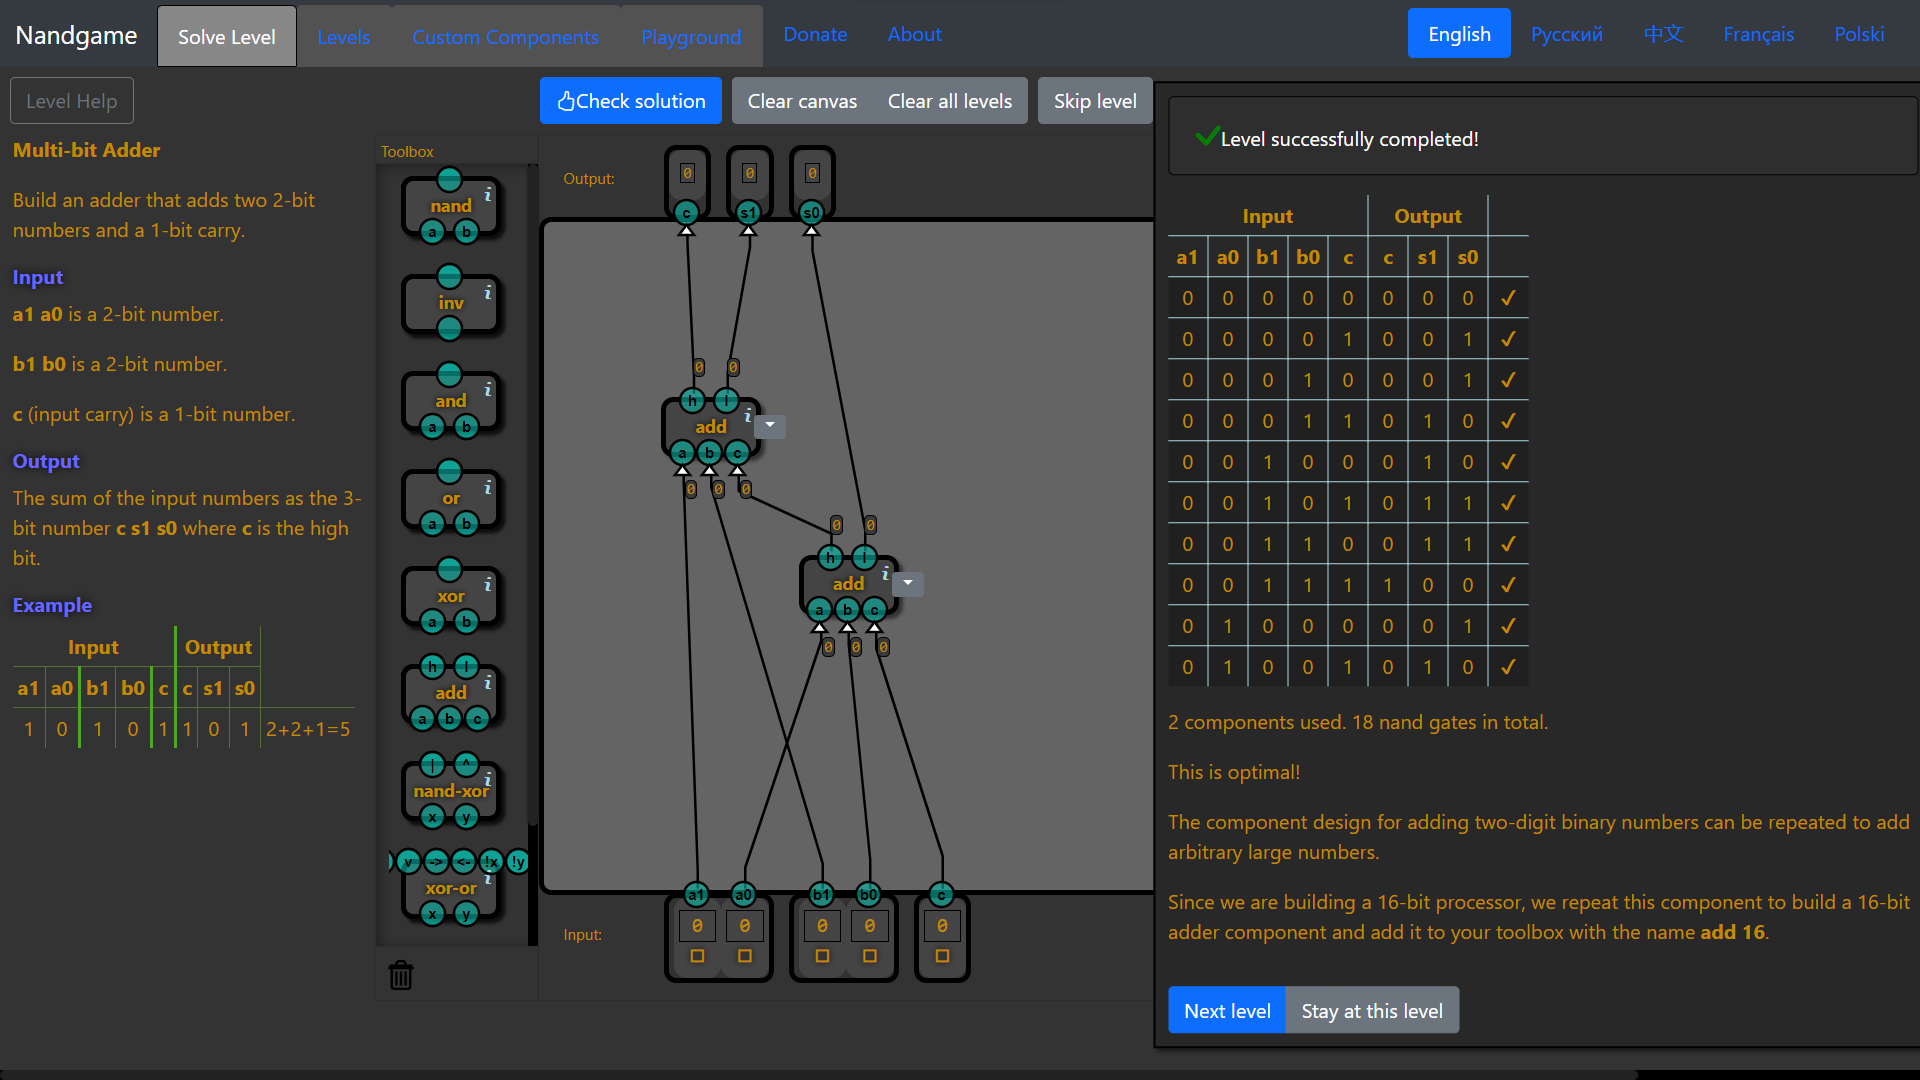 Nandgame
Solve Level
Levels
Custom Components
Playground
Donate
About
English
Русский
中文
Français
Polski
Level Help
Check solution
Clear canvas
Clear all levels
Skip level
Multi-bit Adder
Build an adder that adds two 2-bit
numbers and a 1-bit carry.
Input
a1 a0 is a 2-bit number.
b1 b0 is a 2-bit number.
c (input carry) is a 1-bit number.
Output
The sum of the input numbers as the 3-
bit number c s1 s0 where c is the high
bit.
Example
Input Output
a1 a0 b1 b0 c c s1 s0
1 0 1 0 1 1 0 1 2+2+1=5
Toolbox
nand i
a b
inv i
and i
a b
or i
a b
xor i
a b
h l
add i
a b c
| ^
nand-xor i
x y
v -> <- !x !y
xor-or i
x y
Output:
0 0 0
c s1 s0
0 0
h l
add i
a b c
0 0 0
0 0
h l
add i
a b c
0 0 0
a1 a0 b1 b0 c
Input:
0 0 0 0 0
Level successfully completed!
Input Output
a1 a0 b1 b0 c c s1 s0
0 0 0 0 0 0 0 0 ✓
0 0 0 0 1 0 0 1 ✓
0 0 0 1 0 0 0 1 ✓
0 0 0 1 1 0 1 0 ✓
0 0 1 0 0 0 1 0 ✓
0 0 1 0 1 0 1 1 ✓
0 0 1 1 0 0 1 1 ✓
0 0 1 1 1 1 0 0 ✓
0 1 0 0 0 0 0 1 ✓
0 1 0 0 1 0 1 0 ✓
2 components used. 18 nand gates in total.
This is optimal!
The component design for adding two-digit binary numbers can be repeated to add
arbitrary large numbers.
Since we are building a 16-bit processor, we repeat this component to build a 16-bit
adder component and add it to your toolbox with the name add 16.
Next level
Stay at this level